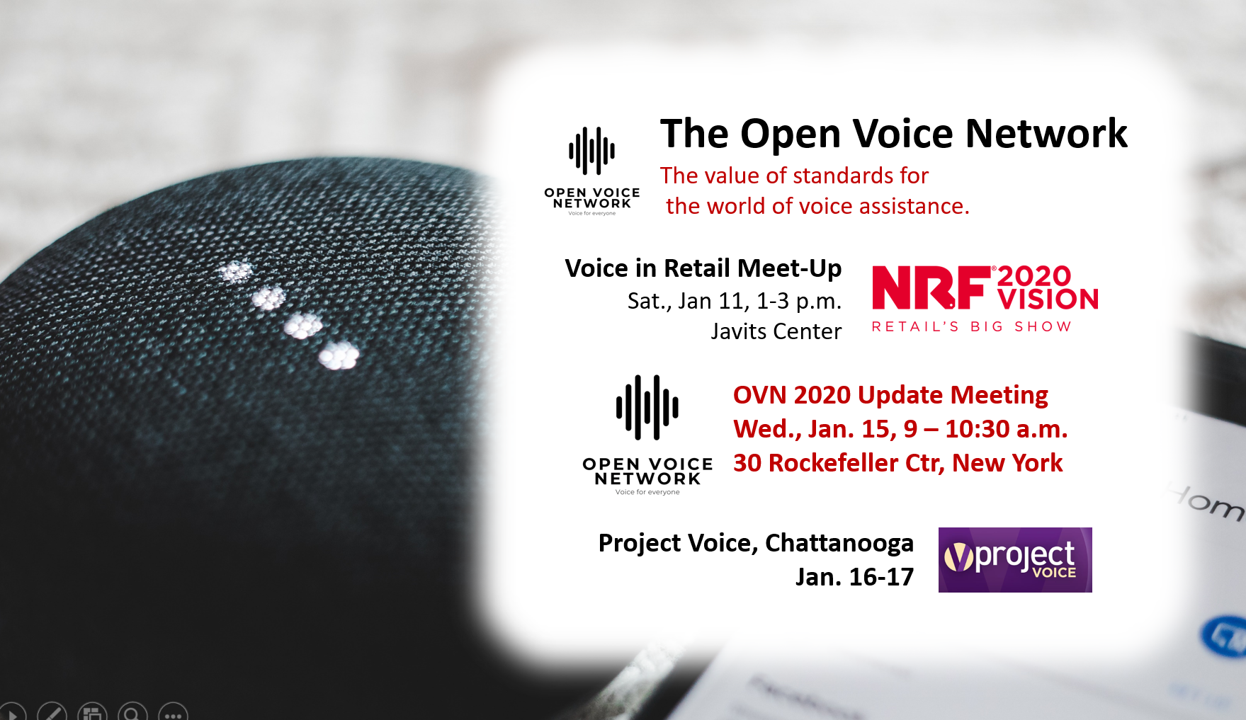 The Open Voice Network
The value of standards for
the world of voice assistance.
OPEN VOICE
NETWORK
Voice for everyone
Voice in Retail Meet-Up
Sat., Jan 11, 1-3 p.m.
Javits Center
NRF® 2020
VISION
RETAIL'S BIG SHOW
OVN 2020 Update Meeting
Wed., Jan. 15, 9 – 10:30 a.m.
30 Rockefeller Ctr, New York
OPEN VOICE
NETWORK
Voice for everyone
Project Voice, Chattanooga
Jan. 16-17
project
VOICE
Hom
Facebook